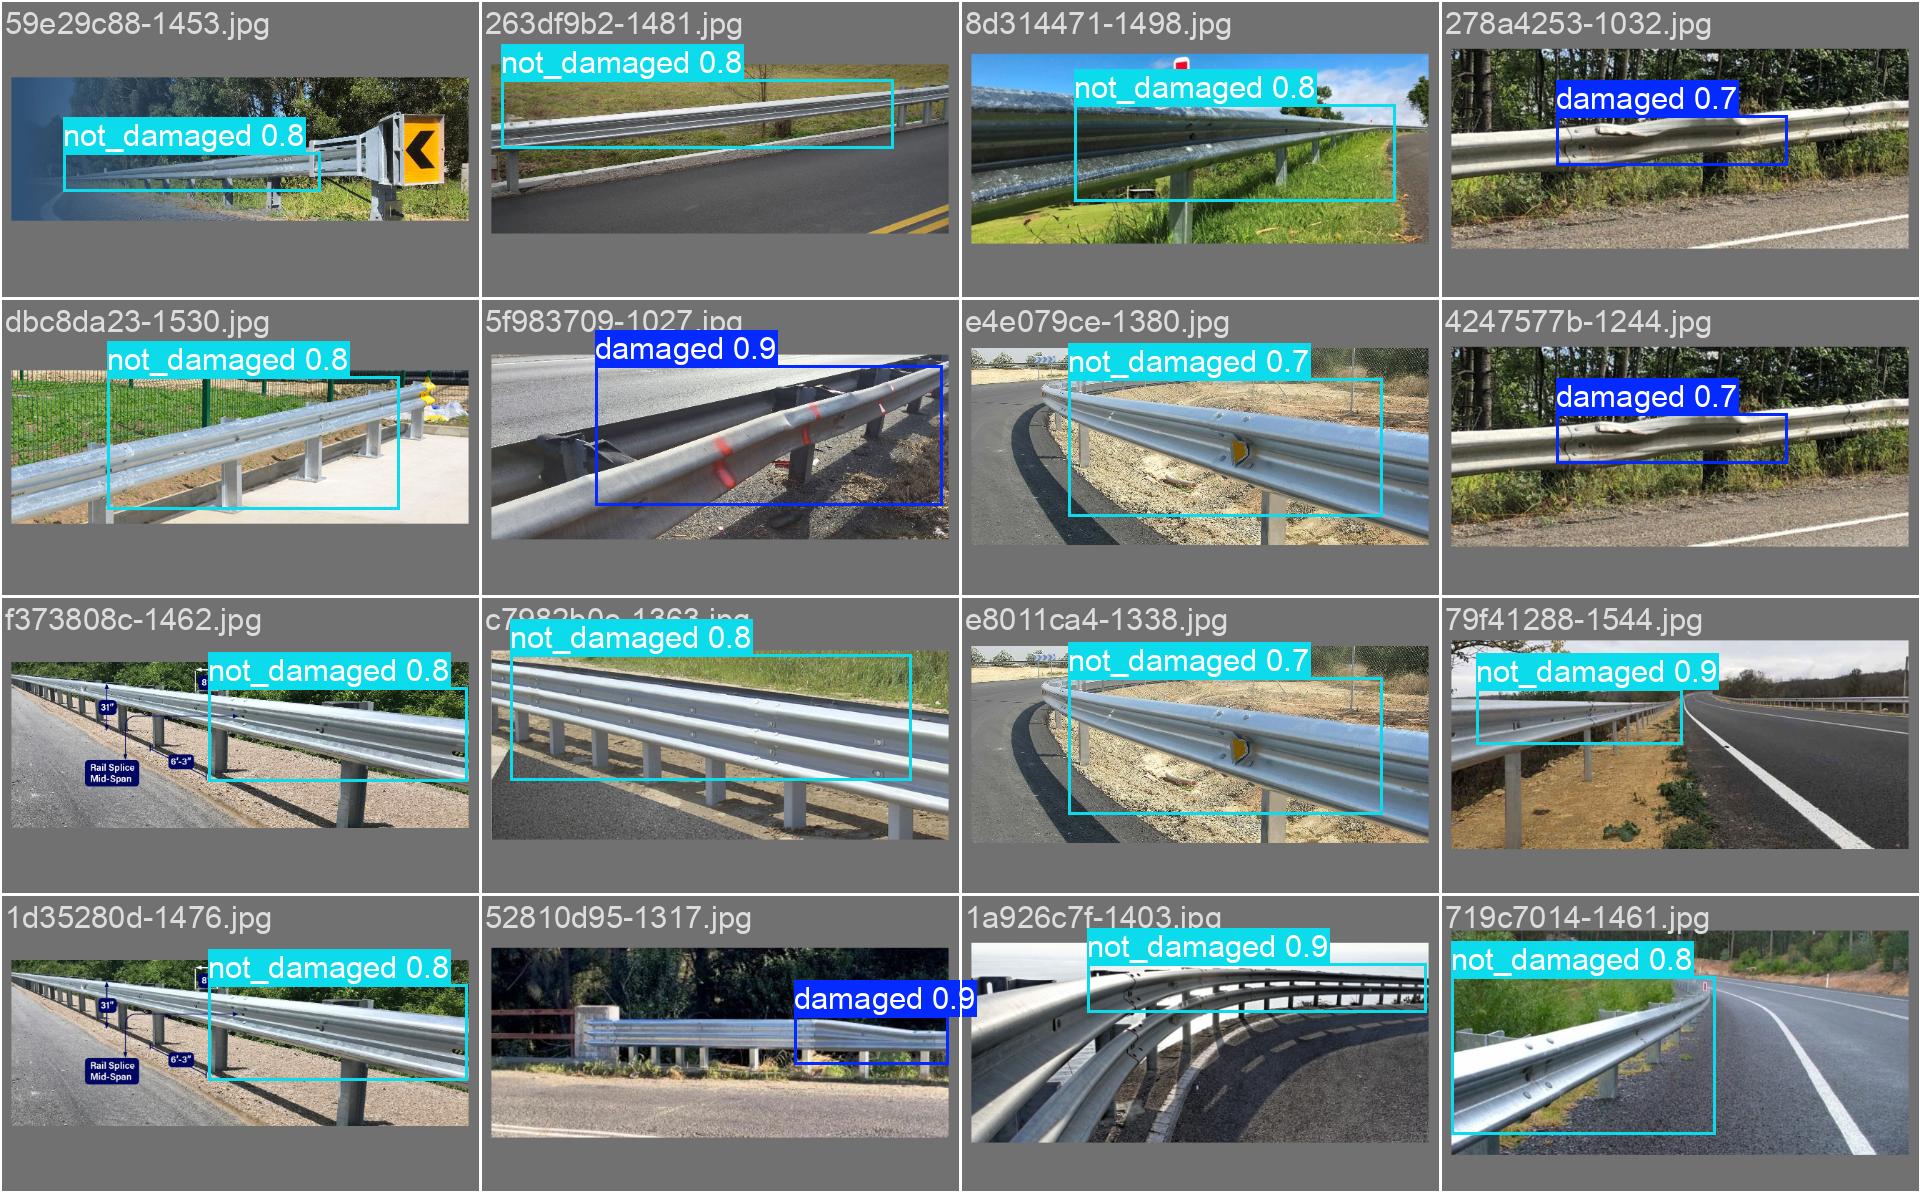 59e29c88-1453.jpg
not_damaged 0.8
263df9b2-1481.jpg
not_damaged 0.8
8d314471-1498.jpg
not_damaged 0.8
278a4253-1032.jpg
damaged 0.7
dbc8da23-1530.jpg
not_damaged 0.8
5f983709-1027.jpg
damaged 0.9
e4e079ce-1380.jpg
not_damaged 0.7
4247577b-1244.jpg
damaged 0.7
f373808c-1462.jpg
not_damaged 0.8
8
31"
6'-3"
Rail Splice
Mid-Span
not_damaged 0.8
e8011ca4-1338.jpg
not_damaged 0.7
79f41288-1544.jpg
not_damaged 0.9
1d35280d-1476.jpg
not_damaged 0.8
8
31"
6'-3"
Rail Splice
Mid-Span
52810d95-1317.jpg
damaged 0.9
1a926c7f-1403.jpg
not_damaged 0.9
719c7014-1461.jpg
not_damaged 0.8